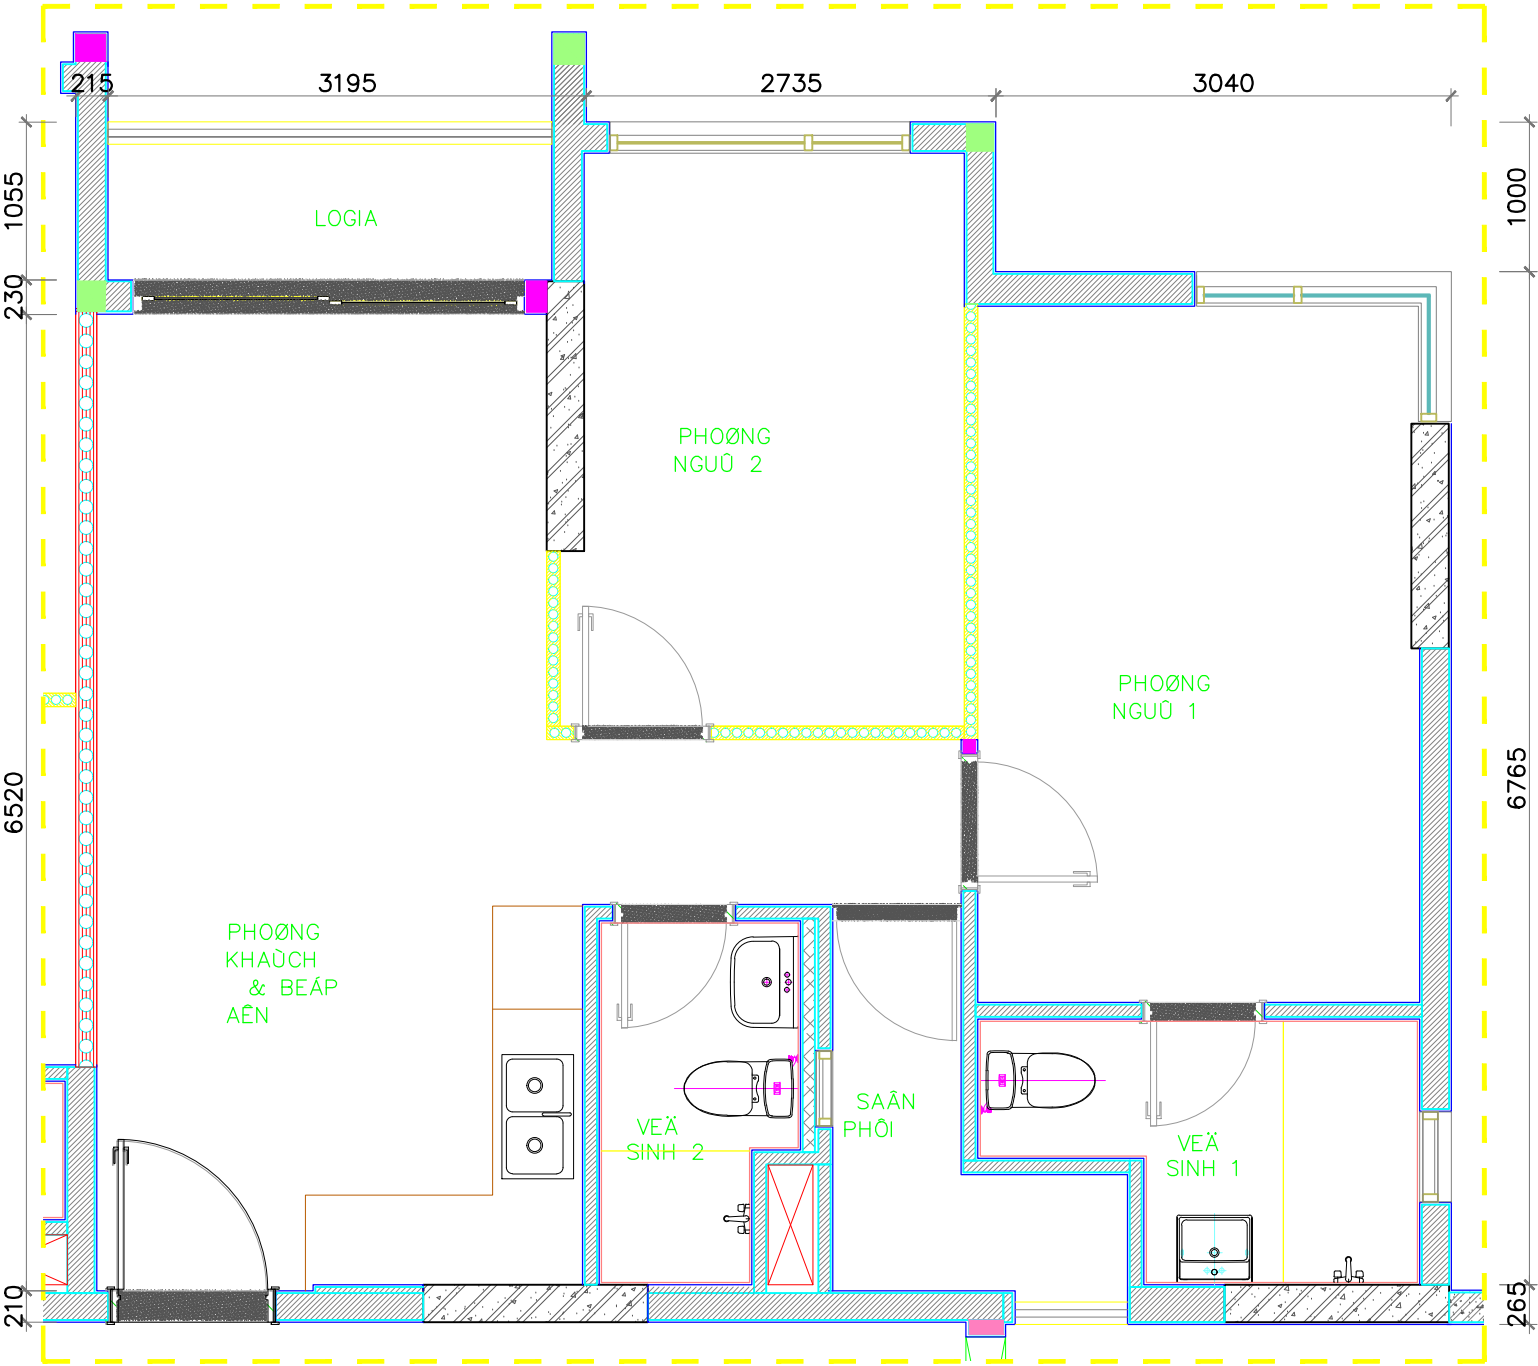 215
3195
2735
3040
1055
1000
LOGIA
230
PHOØNG
NGUÛ 2
PHOØNG
NGUÛ 1
6520
6765
PHOØNG
KHAÙCH
& BEÁP
AÊN
VEÄ
SINH 2
SAÂN
PHÔI
VEÄ
SINH 1
210
265